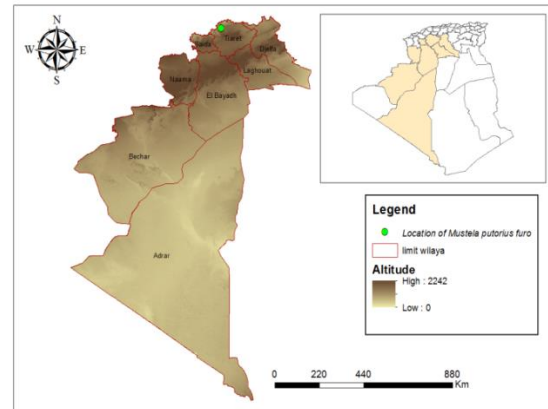 N
W E
S
Tiaret
Saida
Djelfa
Laghouat
Naama
El Bayadh
Bechar
Adrar
Legend
Location of Mustela putorius furo
limit wilaya
Altitude
High : 2242
Low : 0
0 220 440 880
Km